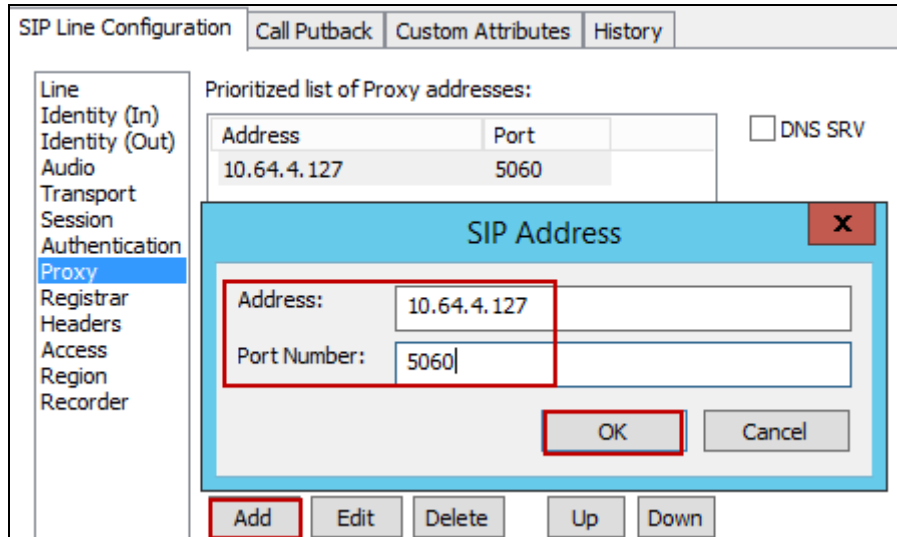 SIP Line Configuration Call Putback Custom Attributes History
Line
Identity (In)
Identity (Out)
Audio
Transport
Session
Authentication
Proxy
Registrar
Headers
Access
Region
Recorder
Prioritized list of Proxy addresses:
Address Port
10.64.4.127 5060
DNS SRV
SIP Address x
Address: 10.64.4.127
Port Number: 5060
OK Cancel
Add Edit Delete Up Down